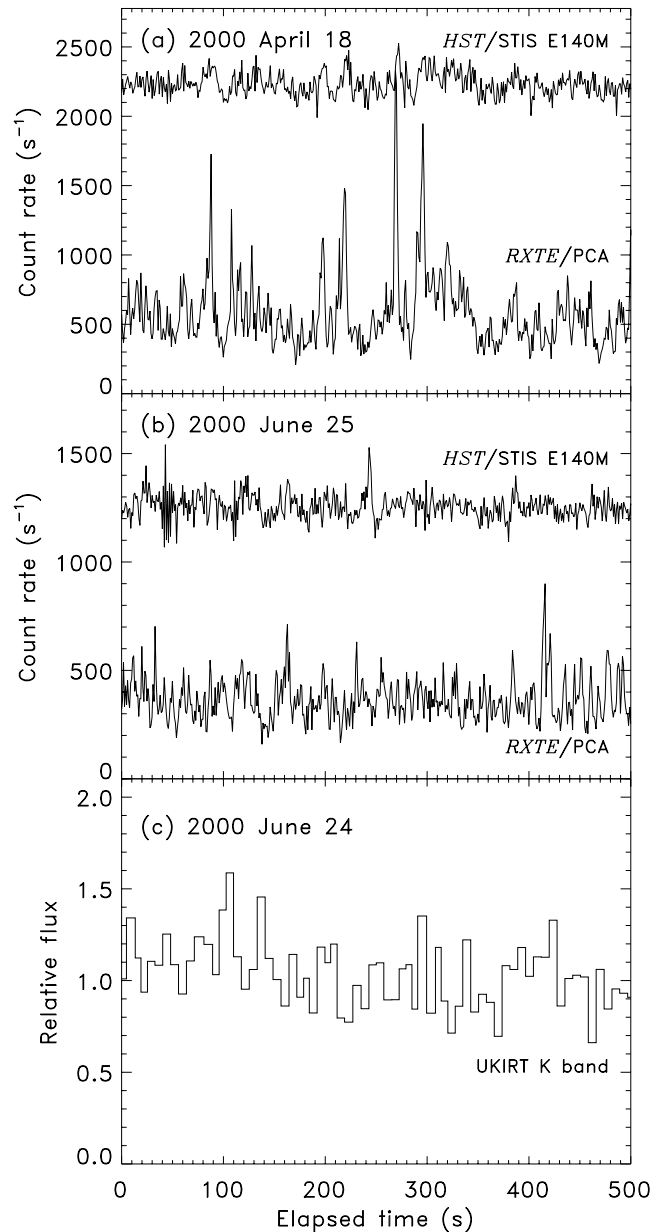 (a) 2000 April 18
HST/STIS E140M
2500
2000
1500
1000
500
0
Count rate (s⁻¹)
RXTE/PCA
(b) 2000 June 25
HST/STIS E140M
1500
1000
500
0
Count rate (s⁻¹)
RXTE/PCA
(c) 2000 June 24
2.0
1.5
1.0
0.5
0.0
Relative flux
UKIRT K band
0 100 200 300 400 500
Elapsed time (s)